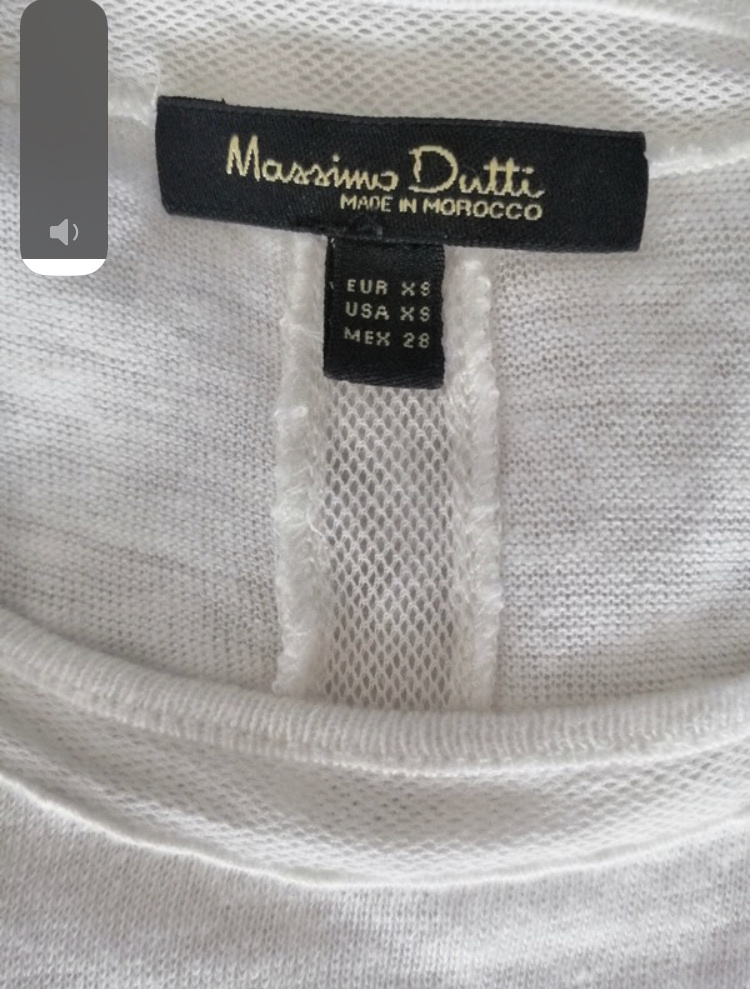 Massimo Dutti
MADE IN MOROCCO
EUR XS
USA XS
MEX 28